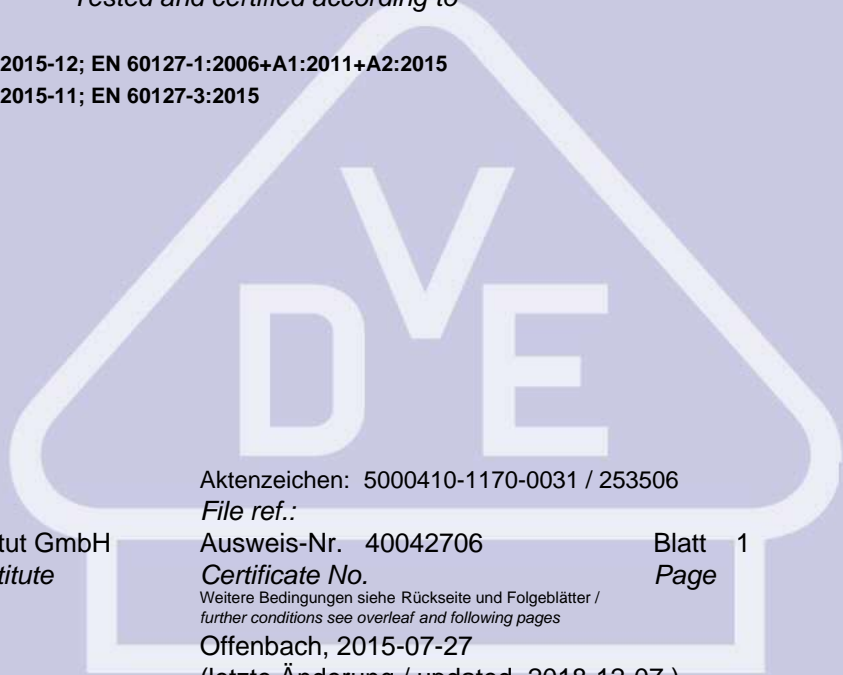 Tested and certified according to
2015-12; EN 60127-1:2006+A1:2011+A2:2015
2015-11; EN 60127-3:2015
D V E
Aktenzeichen: 5000410-1170-0031 / 253506
File ref.:
tut GmbH Ausweis-Nr. 40042706 Blatt 1
titute Certificate No. Page
Weitere Bedingungen siehe Rückseite und Folgeblätter /
further conditions see overleaf and following pages
Offenbach, 2015-07-27
(letzte Änderung / updated 2018-12-07 )